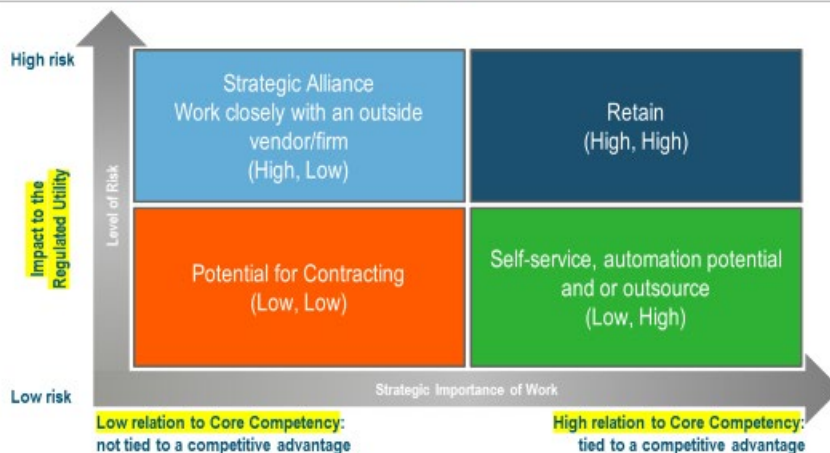 High risk
Strategic Alliance
Work closely with an outside
vendor/firm
(High, Low)
Retain
(High, High)
Impact to the
Regulated Utility
Level of Risk
Potential for Contracting
(Low, Low)
Self-service, automation potential
and or outsource
(Low, High)
Low risk
Strategic Importance of Work
Low relation to Core Competency:
not tied to a competitive advantage
High relation to Core Competency:
tied to a competitive advantage